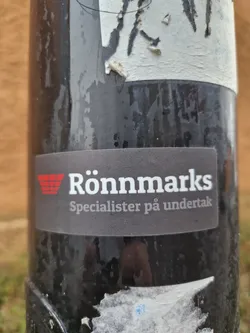 Rönnmarks
Specialister på undertak